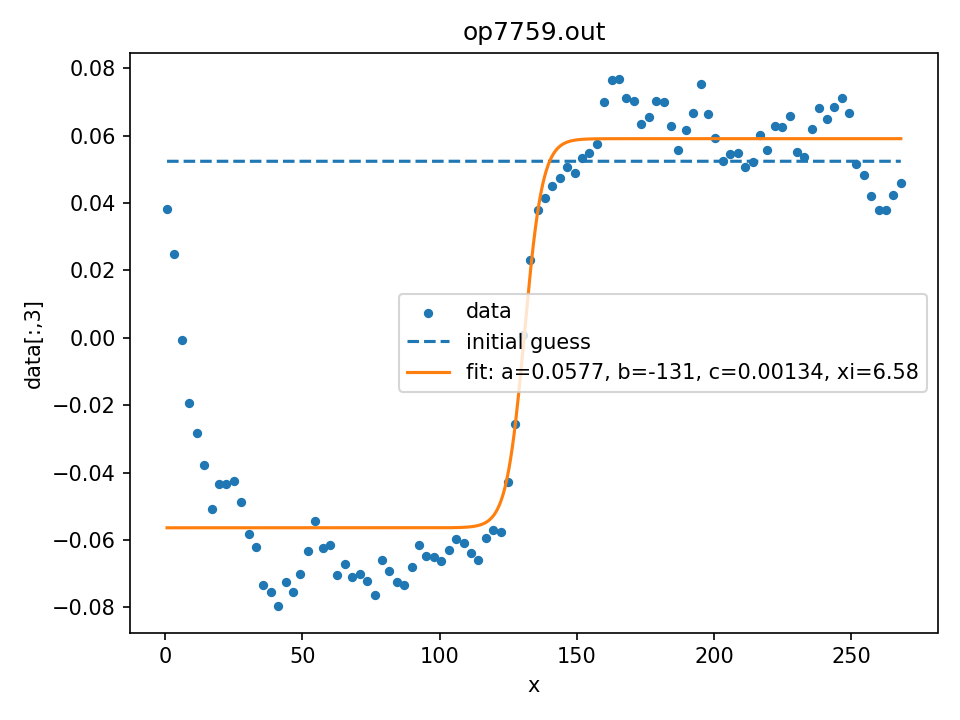 op7759.out
0.08
0.06
0.04
0.02
0.00
−0.02
−0.04
−0.06
−0.08
data[:,3]
data
initial guess
fit: a=0.0577, b=-131, c=0.00134, xi=6.58
0 50 100 150 200 250
x